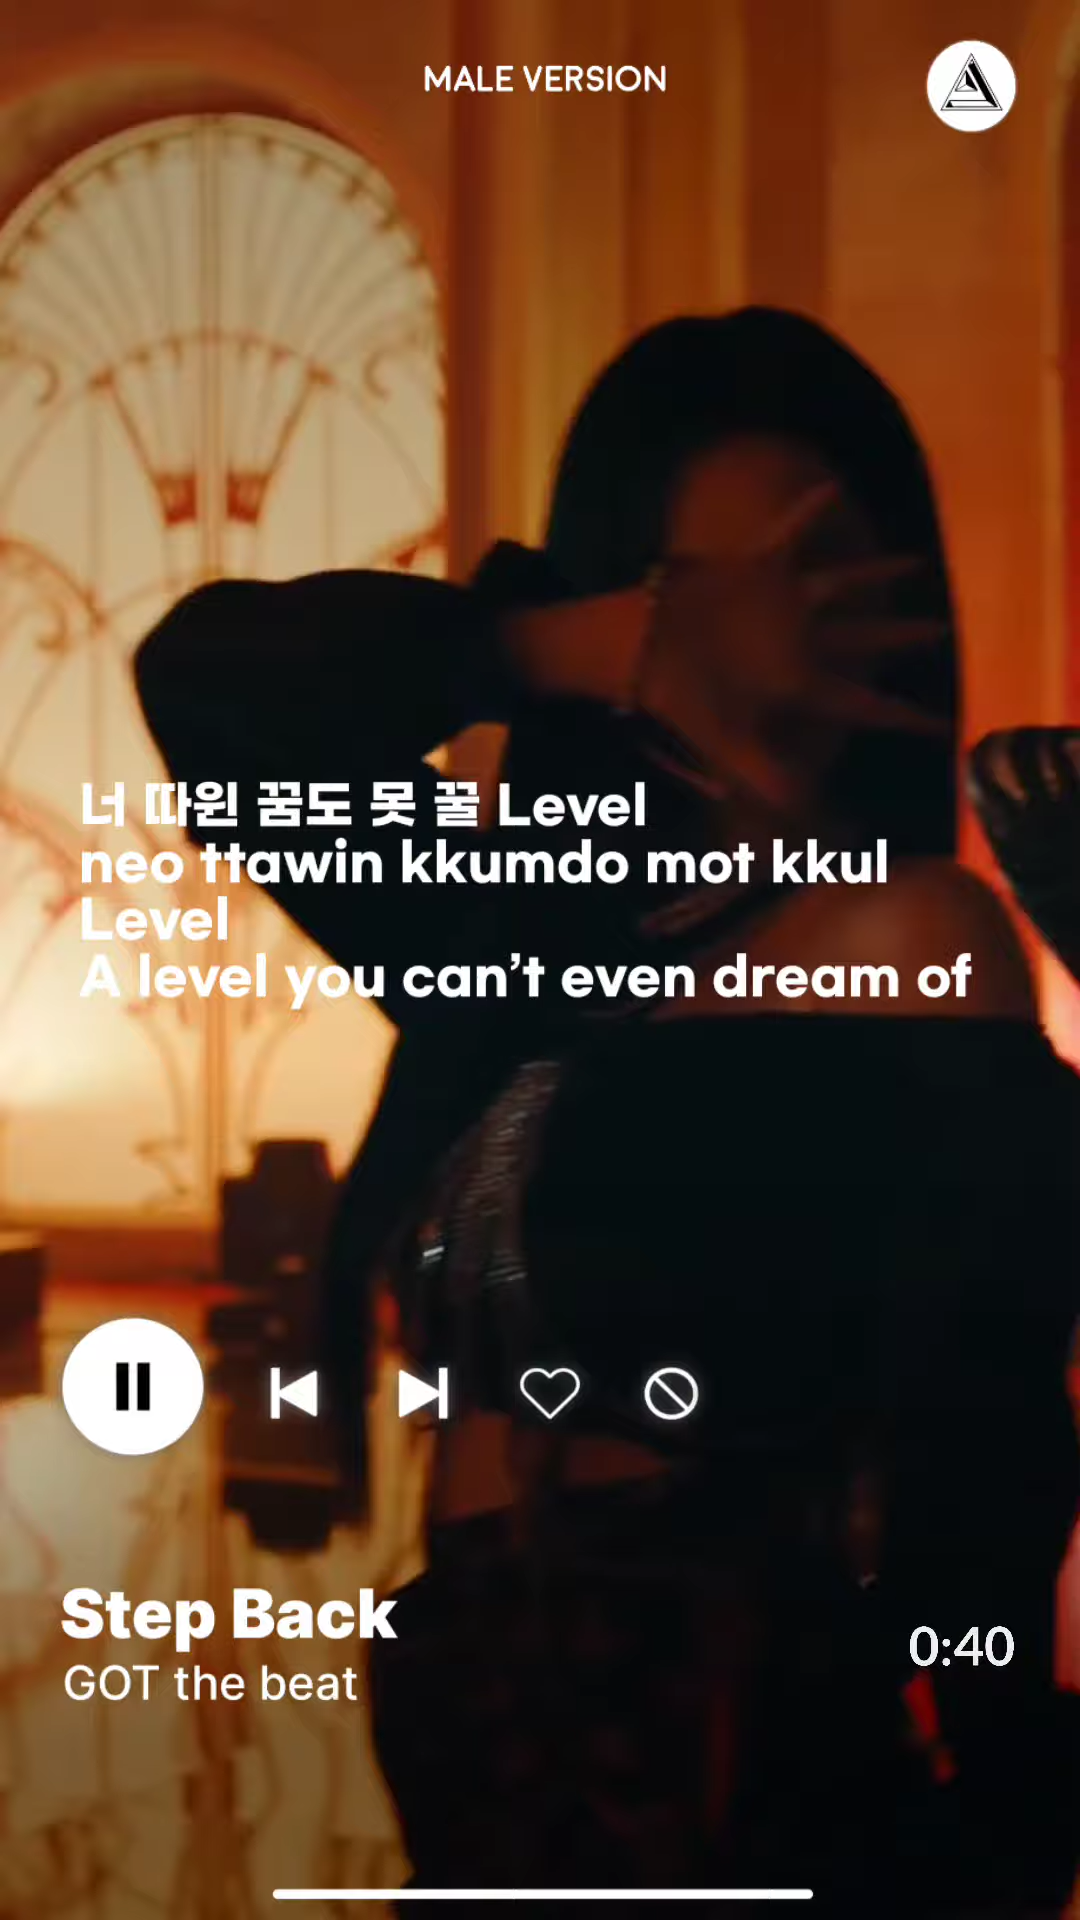 MALE VERSION
너 따윈 꿈도 못 꿀 Level
neo ttawin kkumdo mot kkul
Level
A level you can’t even dream of
Step Back
GOT the beat
0:40